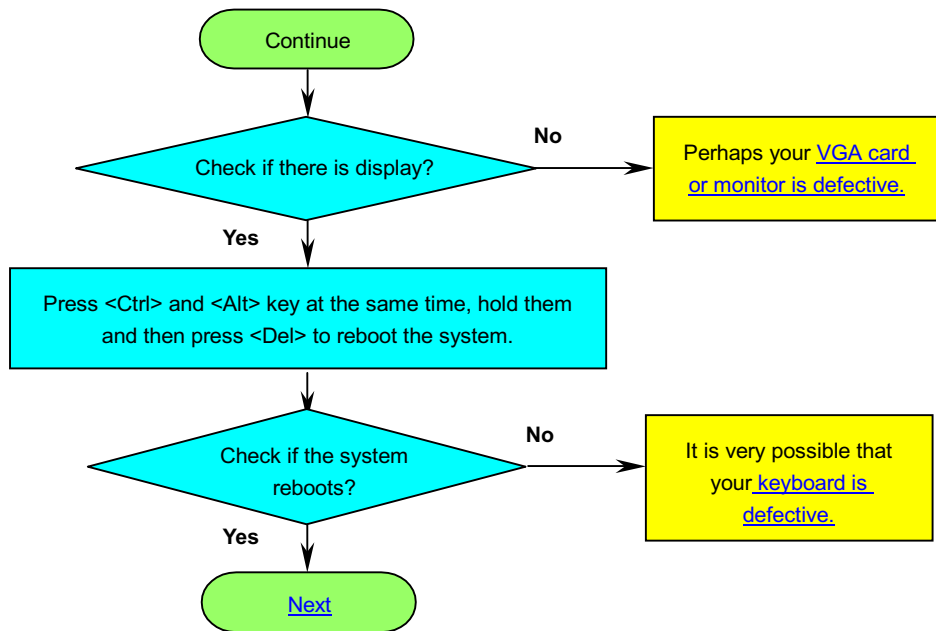 Continue
Check if there is display?
No
Perhaps your VGA card
or monitor is defective.
Yes
Press <Ctrl> and <Alt> key at the same time, hold them
and then press <Del> to reboot the system.
Check if the system
reboots?
No
It is very possible that
your keyboard is
defective.
Yes
Next